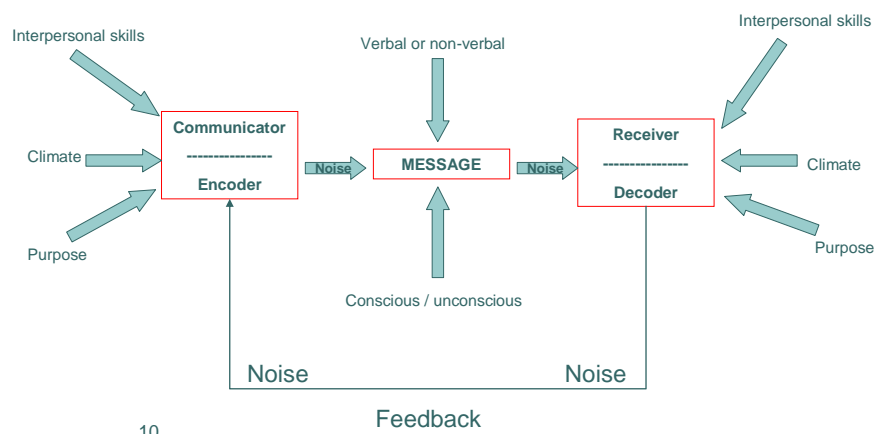 Interpersonal skills
Verbal or non-verbal
Interpersonal skills
Communicator
----------------
Encoder
Climate
Noise
MESSAGE
Noise
Receiver
----------------
Decoder
Climate
Purpose
Purpose
Conscious / unconscious
Noise
Noise
Feedback
10